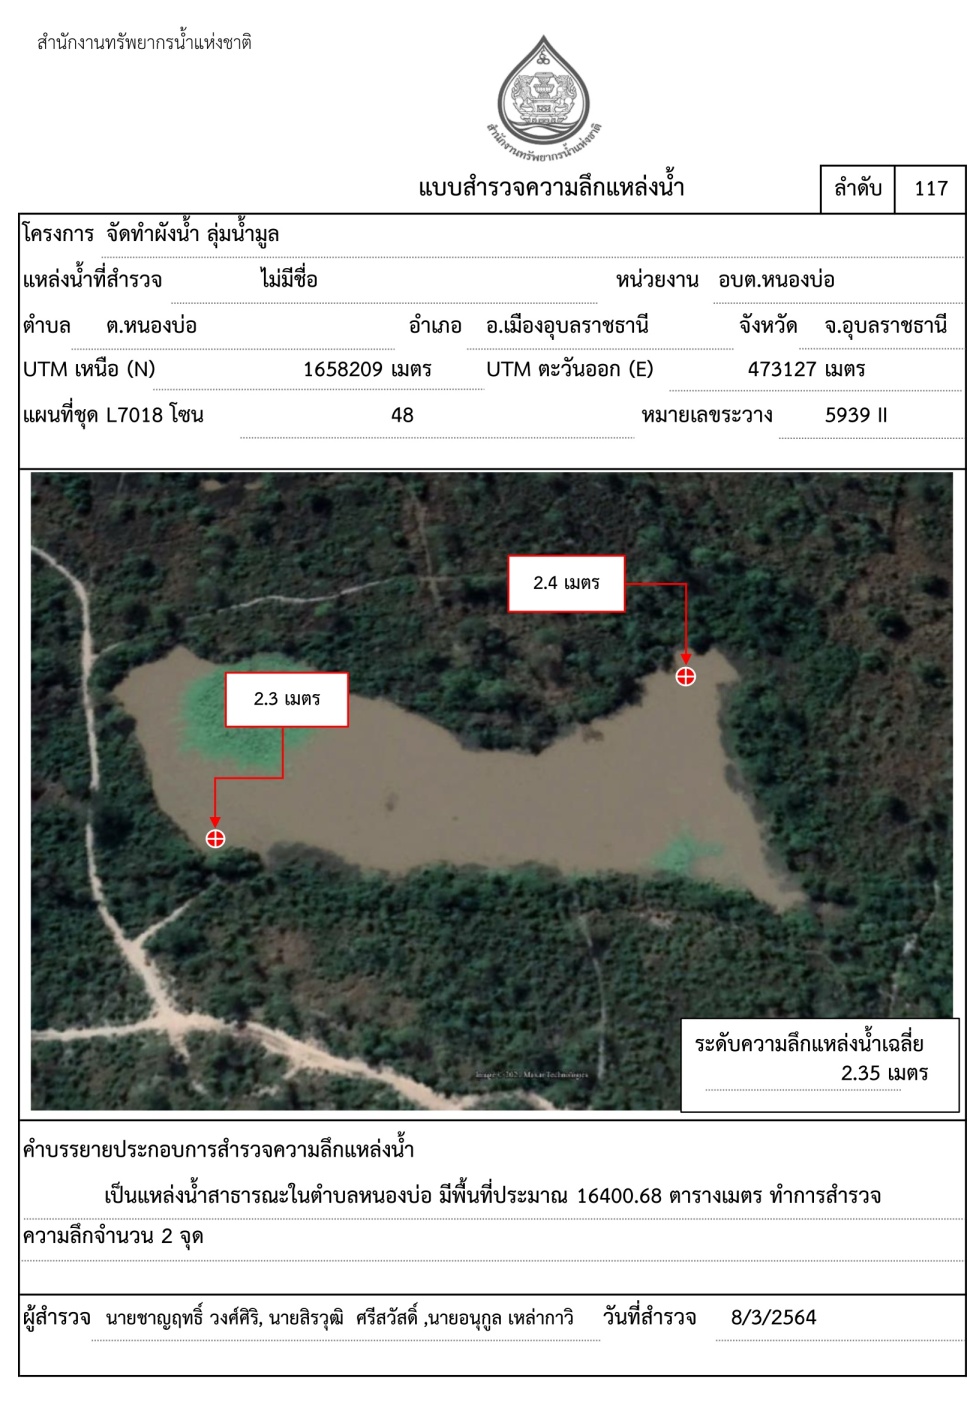 สำนักงานทรัพยากรน้ำแห่งชาติ
สำนักงานทรัพยากรน้ำแห่งชาติ
แบบสำรวจความลึกแหล่งน้ำ ลำดับ 117
โครงการ จัดทำผังน้ำ ลุ่มน้ำมูล
แหล่งน้ำที่สำรวจ ไม่มีชื่อ หน่วยงาน อบต.หนองบ่อ
ตำบล ต.หนองบ่อ อำเภอ อ.เมืองอุบลราชธานี จังหวัด จ.อุบลราชธานี
UTM เหนือ (N) 1658209 เมตร UTM ตะวันออก (E) 473127 เมตร
แผนที่ชุด L7018 โซน 48 หมายเลขระวาง 5939 II
2.4 เมตร
2.3 เมตร
ระดับความลึกแหล่งน้ำเฉลี่ย
2.35 เมตร
Maxar Technologies
คำบรรยายประกอบการสำรวจความลึกแหล่งน้ำ
เป็นแหล่งน้ำสาธารณะในตำบลหนองบ่อ มีพื้นที่ประมาณ 16400.68 ตารางเมตร ทำการสำรวจ
ความลึกจำนวน 2 จุด
ผู้สำรวจ นายชาญฤทธิ์ วงศ์ศิริ, นายสิรวุฒิ ศรีสวัสดิ์ ,นายอนุกูล เหล่ากาวิ วันที่สำรวจ 8/3/2564